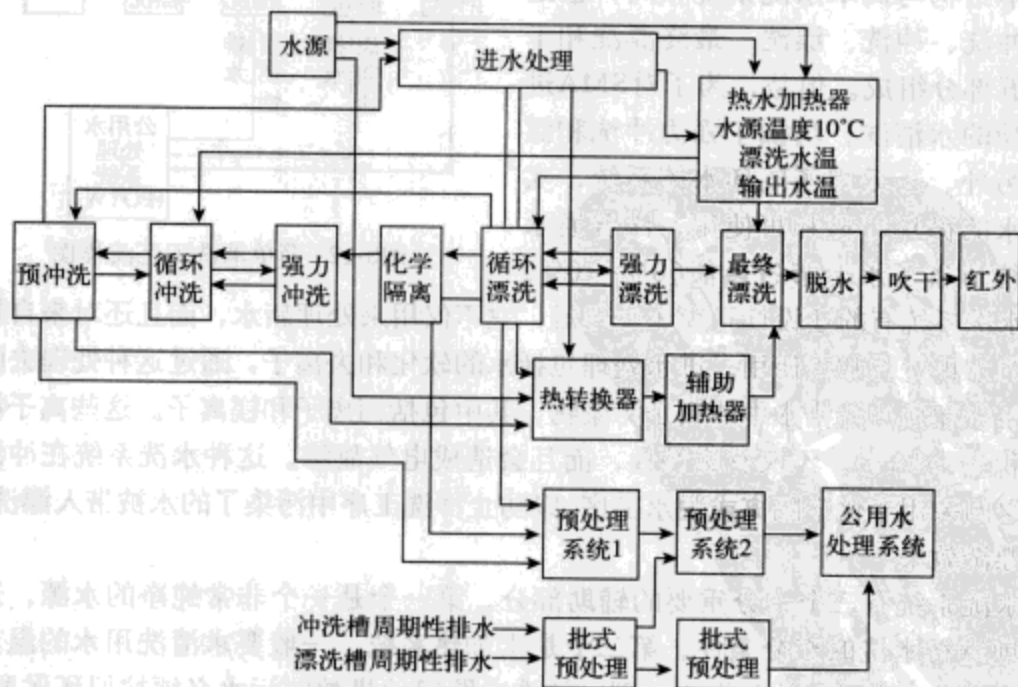 水源
进水处理
热水加热器
水源温度10°C
漂洗水温
输出水温
预冲洗
循环
冲洗
强力
冲洗
化学
隔离
循环
漂洗
强力
漂洗
最终
漂洗
脱水
吹干
红外
热转换器
辅助
加热器
预处理
系统1
预处理
系统2
公用水
处理系统
冲洗槽周期性排水
漂洗槽周期性排水
批式
预处理
批式
预处理